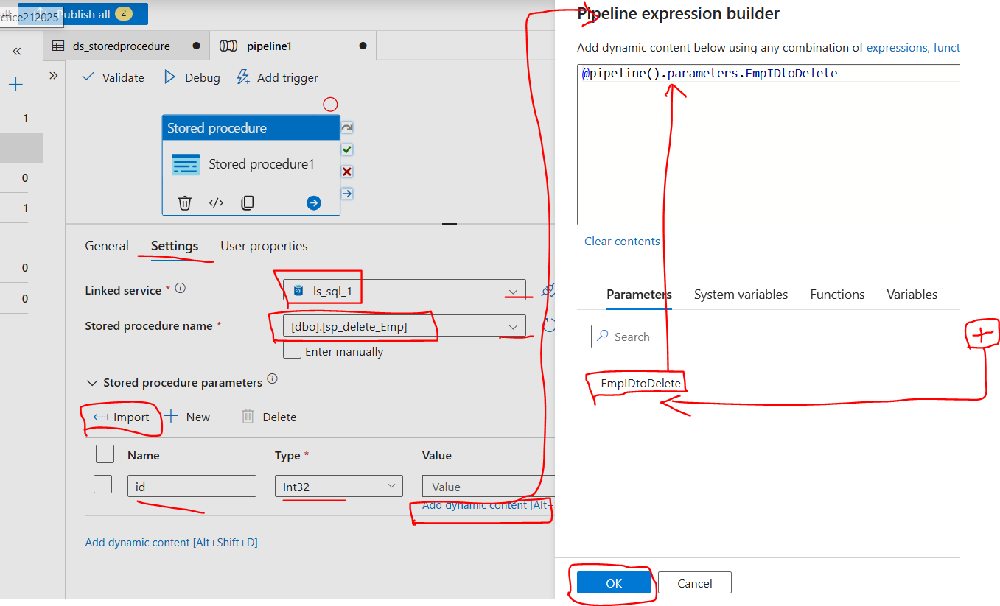 Publish all 2
ctice212025
ds_storedprocedure
pipeline1
Validate
Debug
Add trigger
1
0
1
0
0
Stored procedure
Stored procedure1
General
Settings
User properties
Linked service *
ls_sql_1
Stored procedure name *
[dbo].[sp_delete_Emp]
Enter manually
Stored procedure parameters
Import
New
Delete
Name
Type *
Value
id
Int32
Value
Add dynamic content [Alt+
Add dynamic content [Alt+Shift+D]
Pipeline expression builder
Add dynamic content below using any combination of expressions, funct
@pipeline().parameters.EmpIDtoDelete
Clear contents
Parameters
System variables
Functions
Variables
Search
EmpIDtoDelete
OK
Cancel